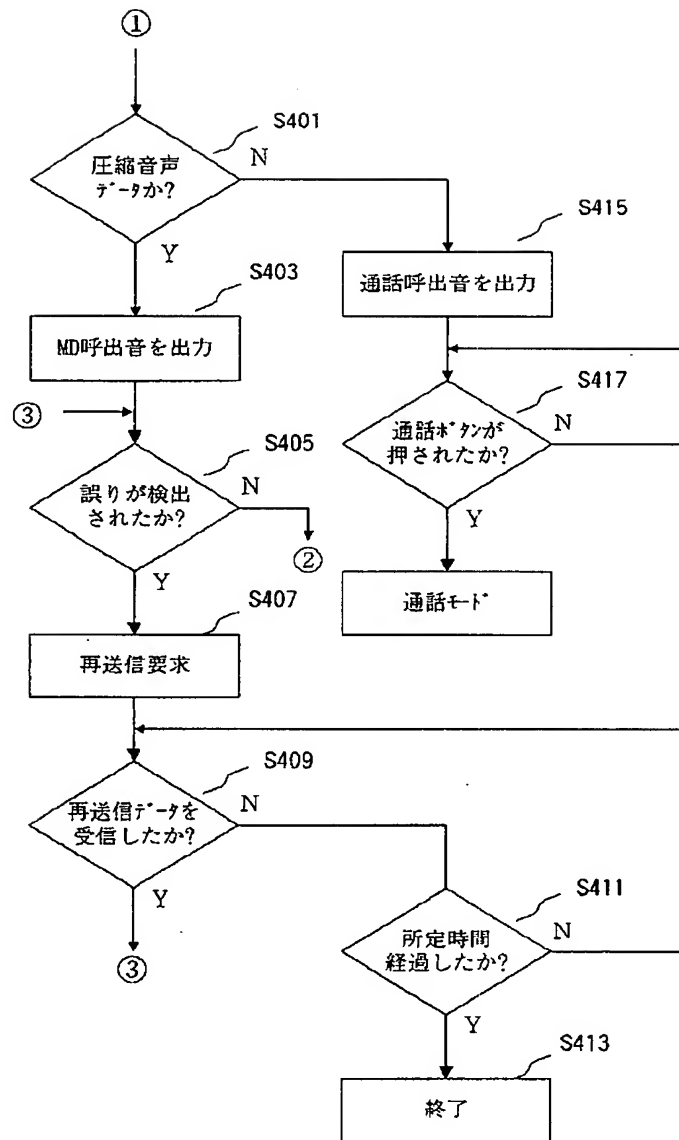 ①
S401
圧縮音声
ﾃﾞｰﾀか?
N
Y
S415
通話呼出音を出力
S403
MD呼出音を出力
③
S417
通話ﾎﾞﾀﾝが
押されたか?
N
Y
S405
誤りが検出
されたか?
N
②
Y
通話ﾓｰﾄﾞ
S407
再送信要求
S409
再送信ﾃﾞｰﾀを
受信したか?
N
Y
③
S411
所定時間
経過したか?
N
Y
S413
終了